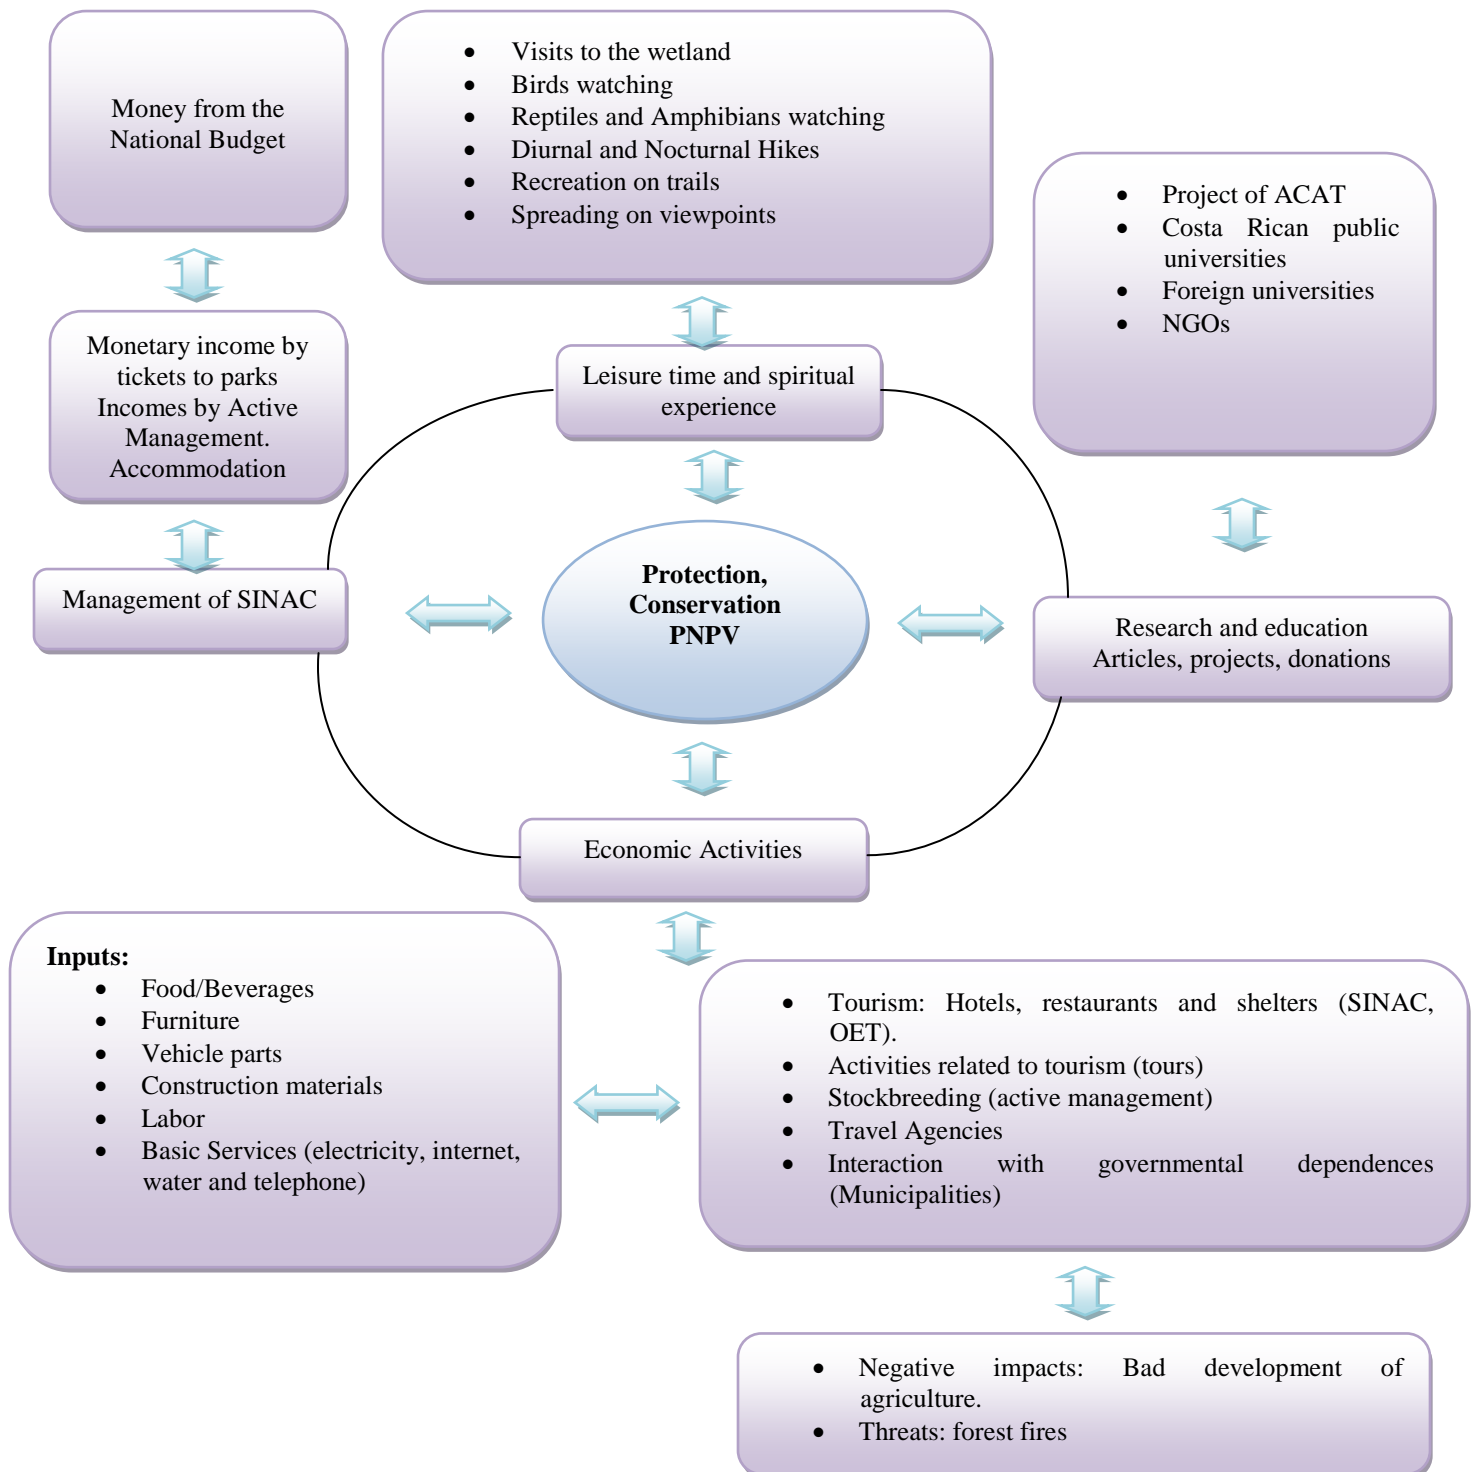 Money from the
National Budget
• Visits to the wetland
• Birds watching
• Reptiles and Amphibians watching
• Diurnal and Nocturnal Hikes
• Recreation on trails
• Spreading on viewpoints
• Project of ACAT
• Costa Rican public
universities
• Foreign universities
• NGOs
Monetary income by
tickets to parks
Incomes by Active
Management.
Accommodation
Leisure time and spiritual
experience
Management of SINAC
Protection,
Conservation
PNPV
Research and education
Articles, projects, donations
Economic Activities
Inputs:
• Food/Beverages
• Furniture
• Vehicle parts
• Construction materials
• Labor
• Basic Services (electricity, internet,
water and telephone)
• Tourism: Hotels, restaurants and shelters (SINAC,
OET).
• Activities related to tourism (tours)
• Stockbreeding (active management)
• Travel Agencies
• Interaction with governmental dependences
(Municipalities)
• Negative impacts: Bad development of
agriculture.
• Threats: forest fires